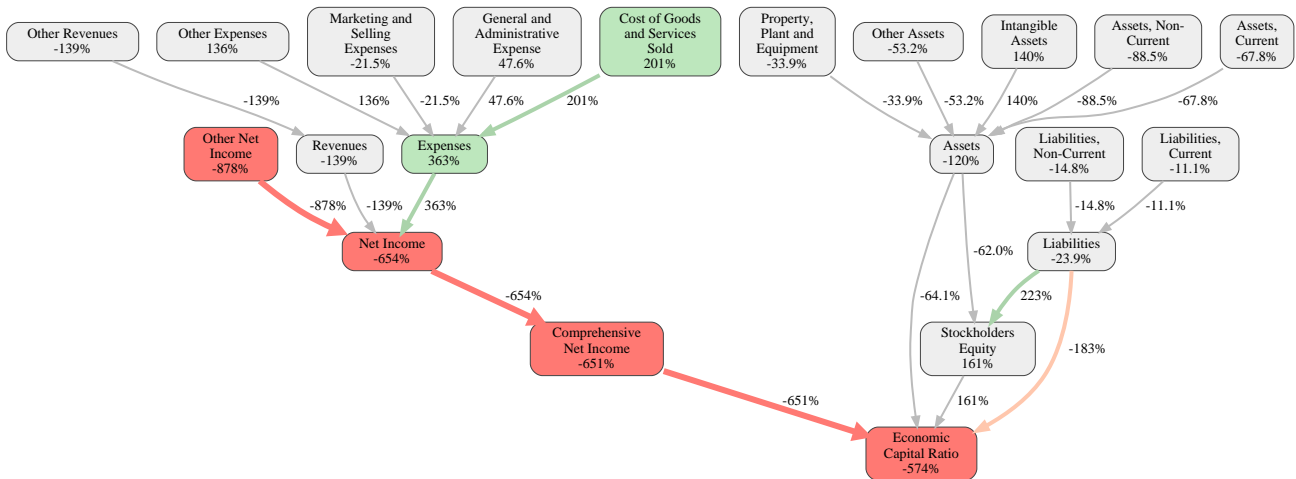 Other Revenues
-139%
Other Expenses
136%
Marketing and
Selling
Expenses
-21.5%
General and
Administrative
Expense
47.6%
Cost of Goods
and Services
Sold
201%
Property,
Plant and
Equipment
-33.9%
Other Assets
-53.2%
Intangible
Assets
140%
Assets, Non-
Current
-88.5%
Assets,
Current
-67.8%
-139%
136%
-21.5%
47.6%
201%
-33.9%
-53.2%
140%
-88.5%
-67.8%
Other Net
Income
-878%
Revenues
-139%
Expenses
363%
Assets
-120%
Liabilities,
Non-Current
-14.8%
Liabilities,
Current
-11.1%
-878%
-139%
363%
-14.8%
-11.1%
Net Income
-654%
-62.0%
Liabilities
-23.9%
-654%
-64.1%
223%
Comprehensive
Net Income
-651%
Stockholders
Equity
161%
-183%
-651%
161%
Economic
Capital Ratio
-574%